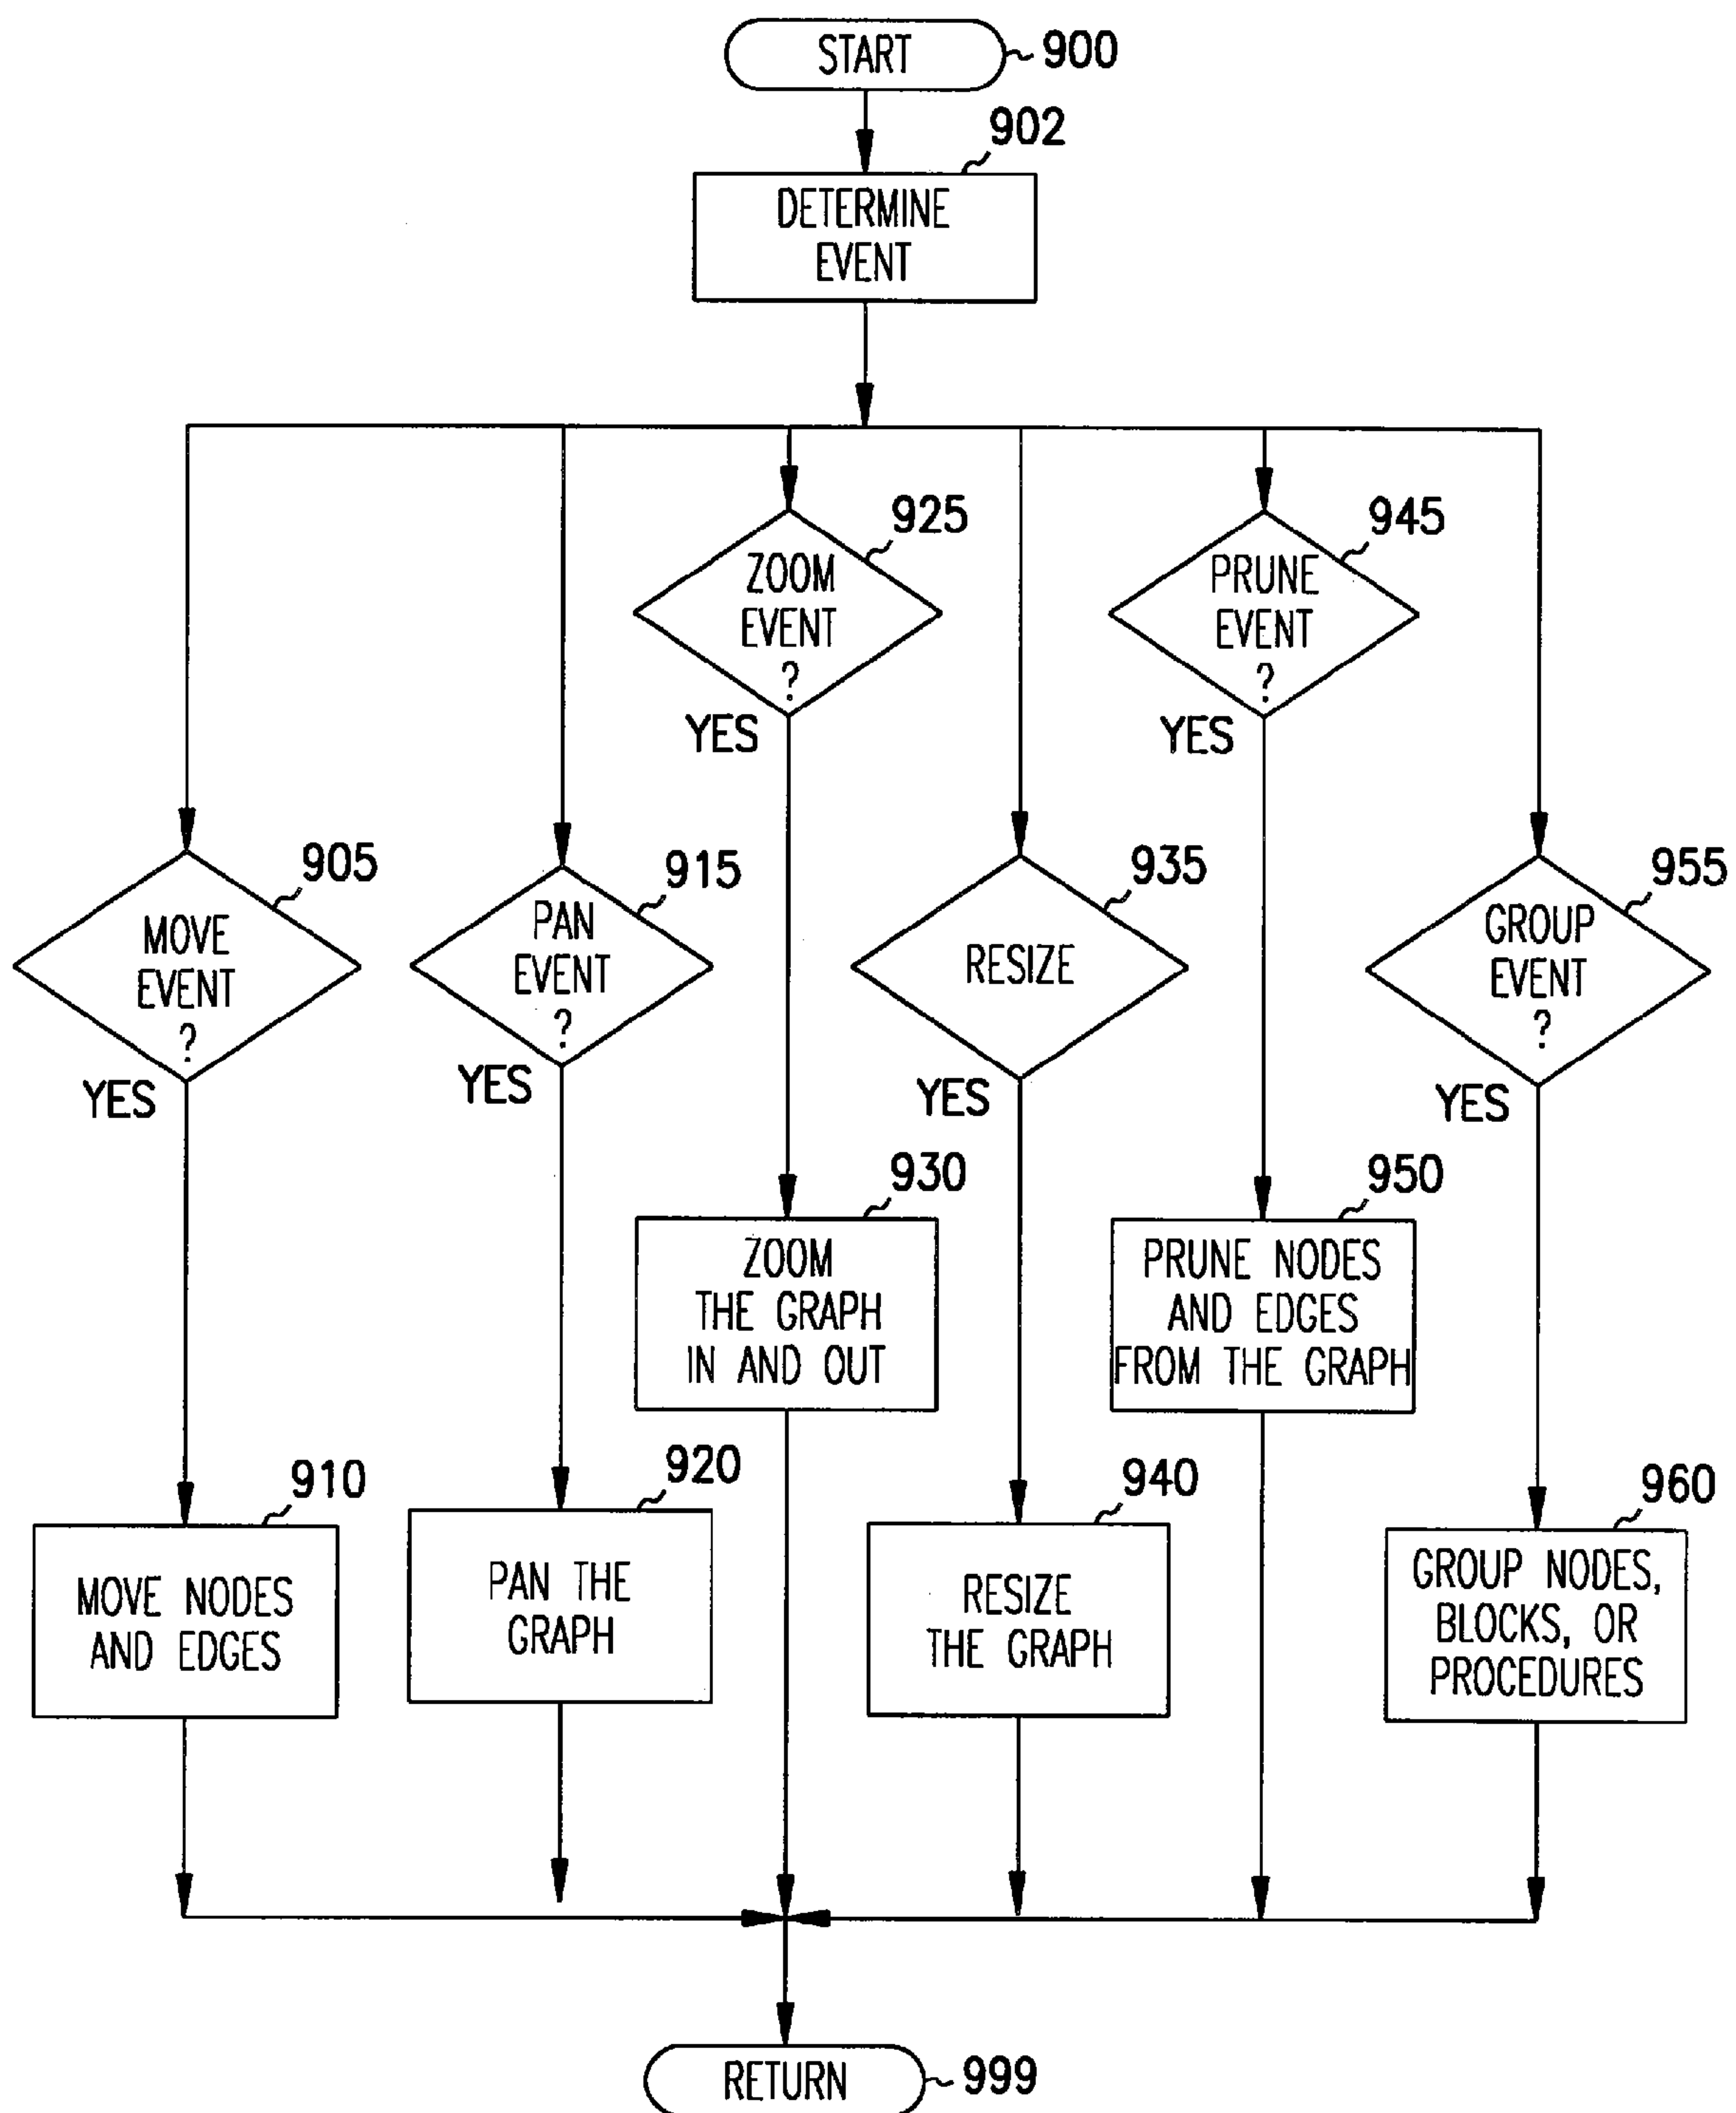 START
900
902
DETERMINE
EVENT
925
ZOOM
EVENT
?
YES
945
PRUNE
EVENT
?
YES
905
MOVE
EVENT
?
YES
915
PAN
EVENT
?
YES
935
RESIZE
YES
955
GROUP
EVENT
?
YES
930
ZOOM
THE GRAPH
IN AND OUT
950
PRUNE NODES
AND EDGES
FROM THE GRAPH
910
MOVE NODES
AND EDGES
920
PAN THE
GRAPH
940
RESIZE
THE GRAPH
960
GROUP NODES,
BLOCKS, OR
PROCEDURES
RETURN
999